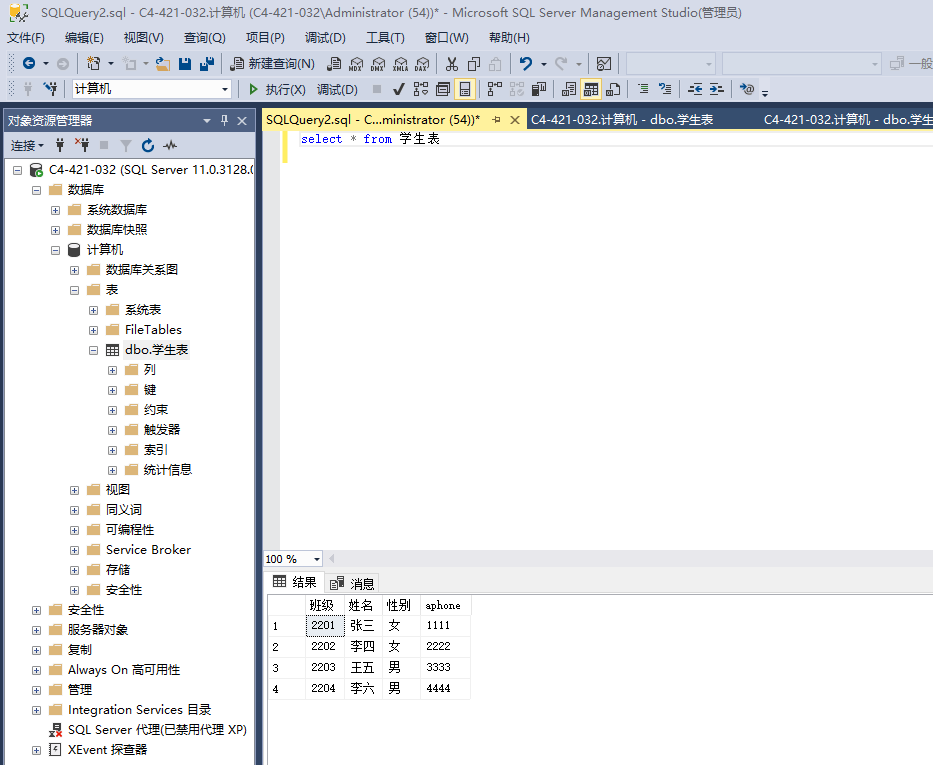 SQLQuery2.sql - C4-421-032.计算机 (C4-421-032\Administrator (54))* - Microsoft SQL Server Management Studio(管理员)
文件(F) 编辑(E) 视图(V) 查询(Q) 项目(P) 调试(D) 工具(T) 窗口(W) 帮助(H)
新建查询(N) MDX DMX XMLA DAX 一般
计算机 执行(X) 调试(D)
对象资源管理器 SQLQuery2.sql - C...ministrator (54))* C4-421-032.计算机 - dbo.学生表 C4-421-032.计算机 - dbo.学生
连接
select * from 学生表
C4-421-032 (SQL Server 11.0.3128.0
数据库
系统数据库
数据库快照
计算机
数据库关系图
表
系统表
FileTables
dbo.学生表
列
键
约束
触发器
索引
统计信息
视图
同义词
可编程性
Service Broker
存储
安全性
安全性
服务器对象
复制
Always On 高可用性
管理
Integration Services 目录
SQL Server 代理(已禁用代理 XP)
XEvent 探查器
100 %
结果 消息
班级 姓名 性别 aphone
1 2201 张三 女 1111
2 2202 李四 女 2222
3 2203 王五 男 3333
4 2204 李六 男 4444